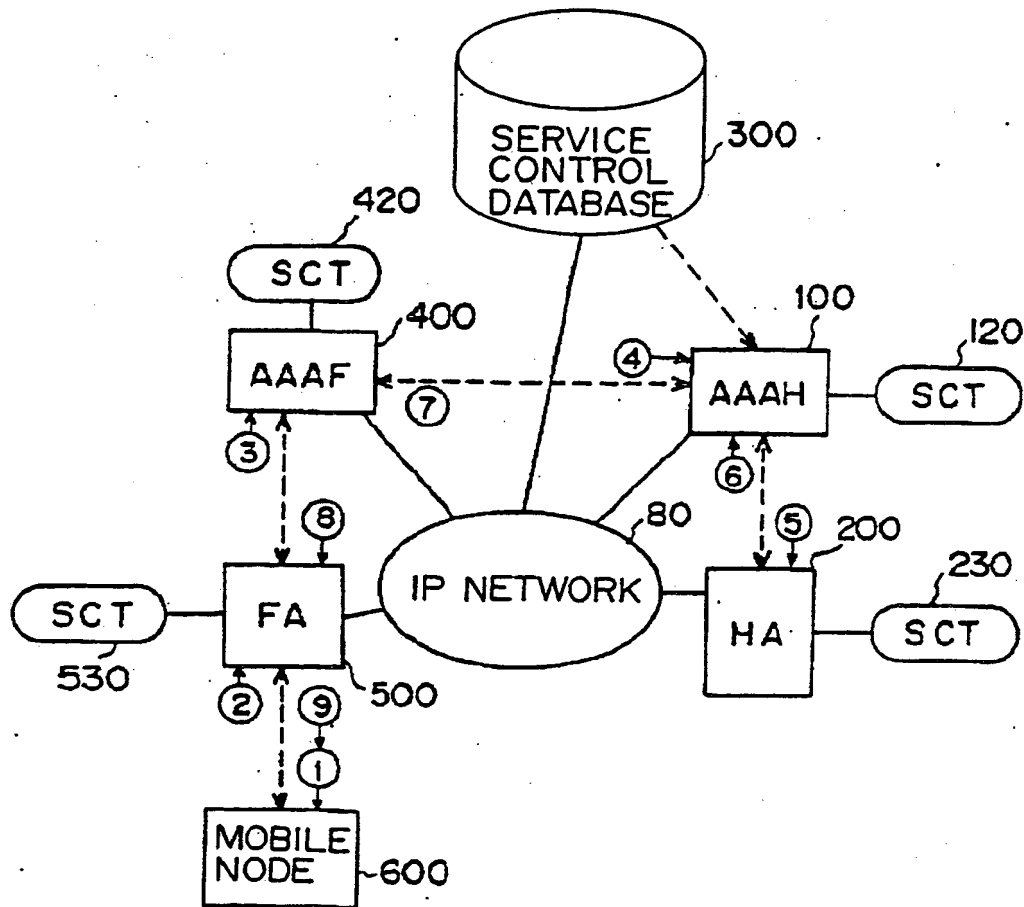 SERVICE
CONTROL
DATABASE
300
420
SCT
400
AAAF
100
④
AAAH
120
SCT
⑦
③
⑥
⑧
80
⑤
200
IP NETWORK
230
SCT
FA
HA
SCT
530
②
⑨
500
①
MOBILE
NODE
600